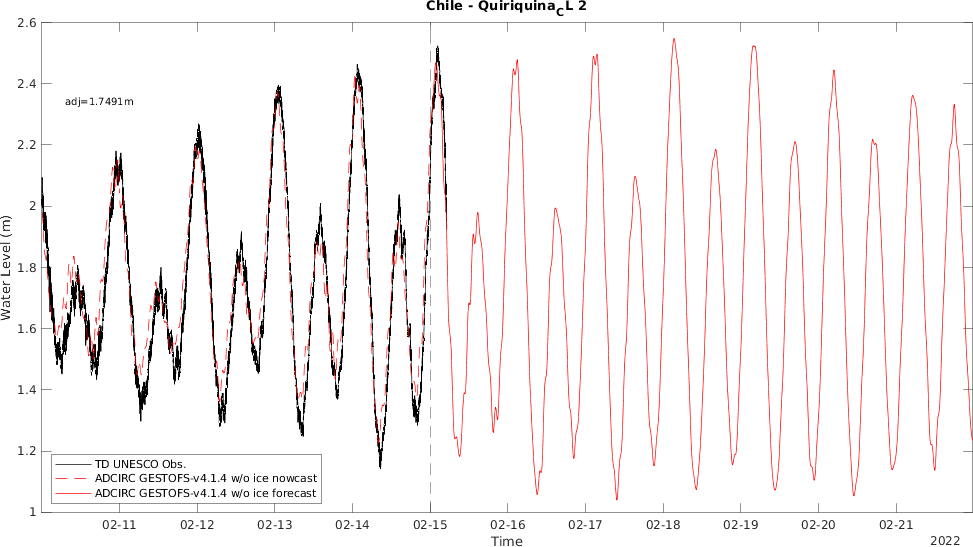 Chile - Quiriquina_CL 2
2.6
2.4
2.2
2
1.8
1.6
1.4
1.2
1
Water Level (m)
adj=1.7491m
TD UNESCO Obs.
ADCIRC GESTOFS-v4.1.4 w/o ice nowcast
ADCIRC GESTOFS-v4.1.4 w/o ice forecast
02-11 02-12 02-13 02-14 02-15 02-16 02-17 02-18 02-19 02-20 02-21
Time
2022